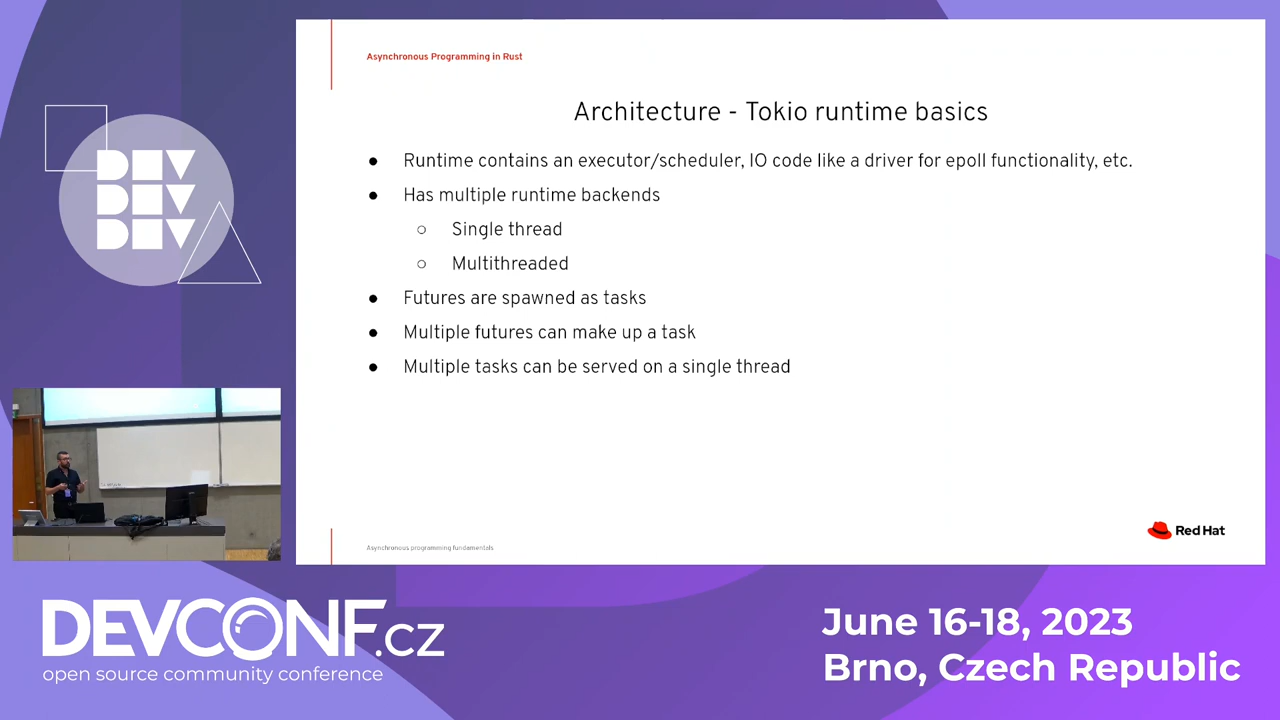 DEV
DEV
DEV
Asynchronous Programming in Rust
Architecture - Tokio runtime basics
● Runtime contains an executor/scheduler, IO code like a driver for epoll functionality, etc.
● Has multiple runtime backends
○ Single thread
○ Multithreaded
● Futures are spawned as tasks
● Multiple futures can make up a task
● Multiple tasks can be served on a single thread
Asynchronous programming fundamentals
Red Hat
DEVCONF.cz
open source community conference
June 16-18, 2023
Brno, Czech Republic